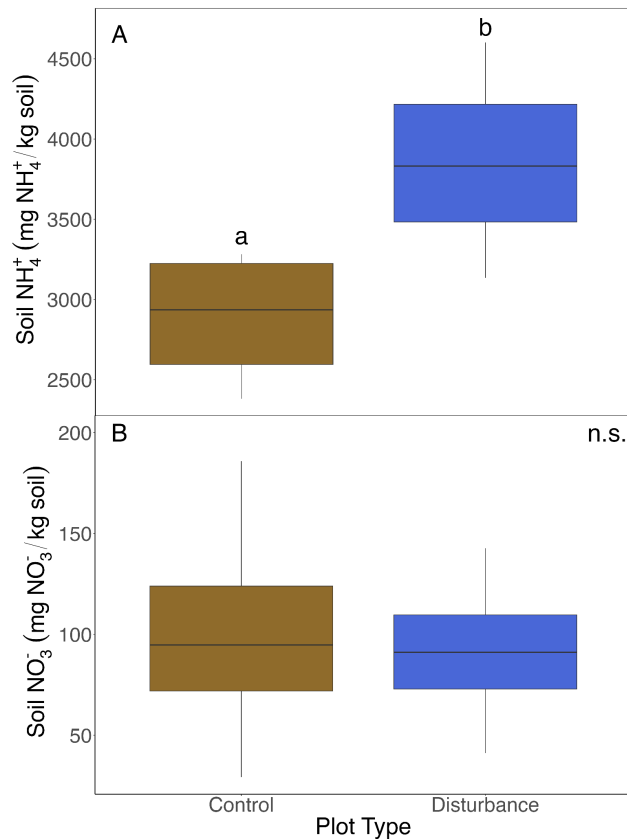 A
b
a
4500
4000
3500
3000
2500
Soil NH₄⁺ (mg NH₄⁺/kg soil)
B
n.s.
200
150
100
50
Soil NO₃⁻ (mg NO₃⁻/kg soil)
Control Disturbance
Plot Type